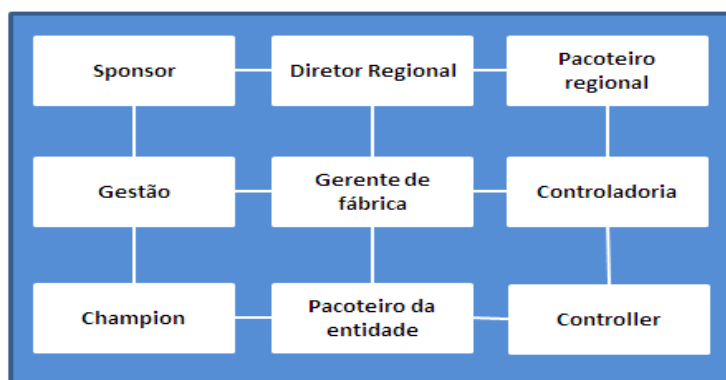 Sponsor
Diretor Regional
Pacoteiro
regional
Gestão
Gerente de
fábrica
Controladoria
Champion
Pacoteiro da
entidade
Controller